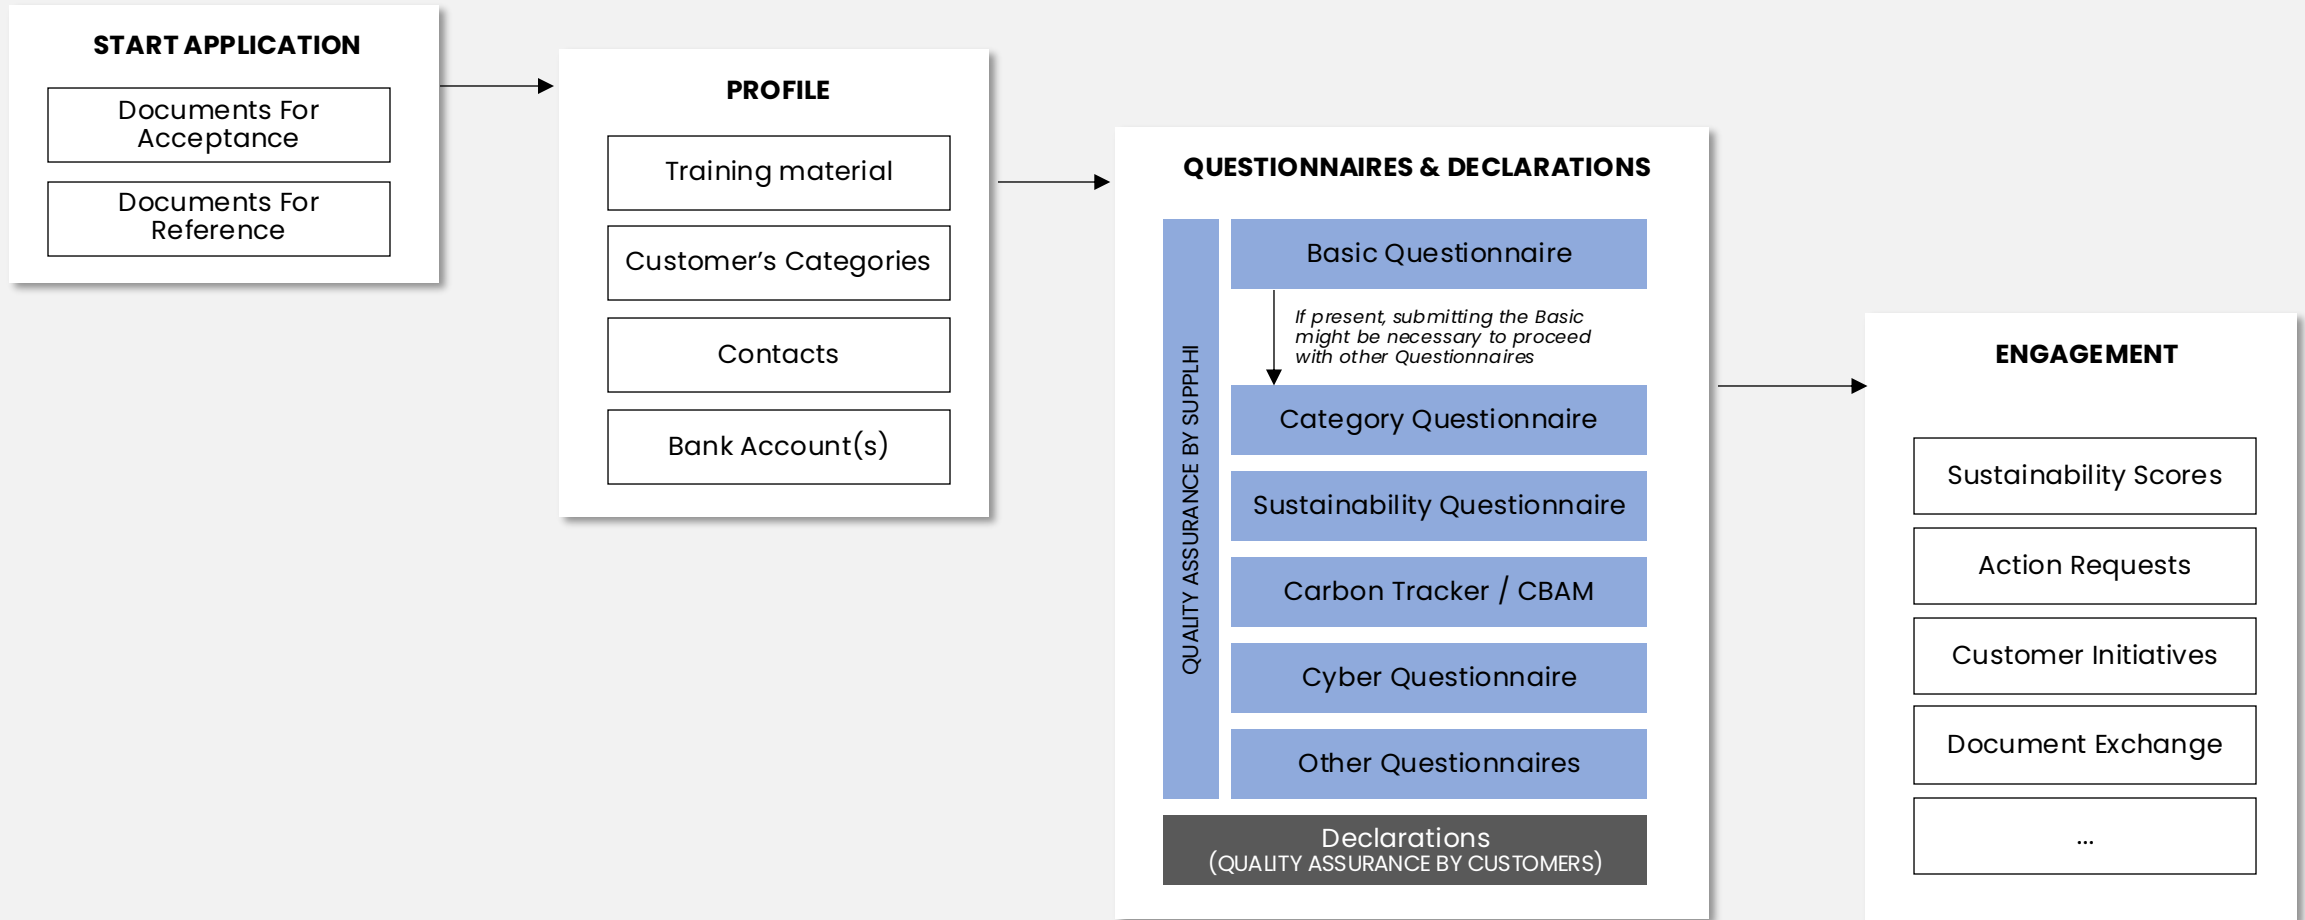 START APPLICATION
Documents For
Acceptance
Documents For
Reference
PROFILE
Training material
Customer’s Categories
Contacts
Bank Account(s)
QUESTIONNAIRES & DECLARATIONS
QUALITY ASSURANCE BY SUPPLHI
Basic Questionnaire
If present, submitting the Basic
might be necessary to proceed
with other Questionnaires
Category Questionnaire
Sustainability Questionnaire
Carbon Tracker / CBAM
Cyber Questionnaire
Other Questionnaires
Declarations
(QUALITY ASSURANCE BY CUSTOMERS)
ENGAGEMENT
Sustainability Scores
Action Requests
Customer Initiatives
Document Exchange
...